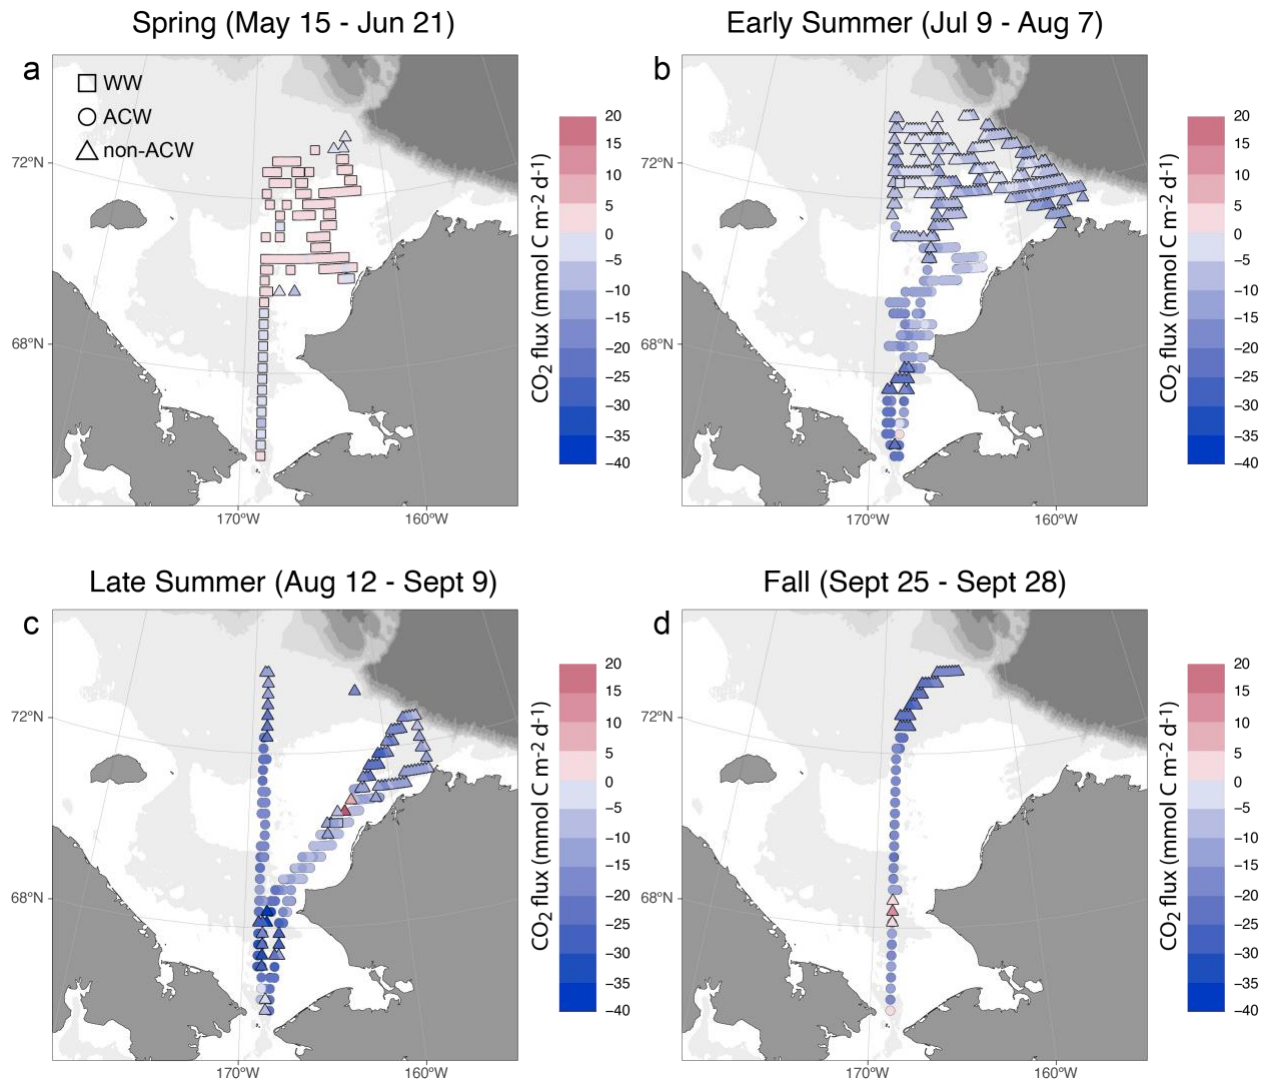 Spring (May 15 - Jun 21)
a
WW
ACW
non-ACW
72°N
68°N
170°W
160°W
20
15
10
5
0
−5
−10
−15
−20
−25
−30
−35
−40
CO2 flux (mmol C m-2 d-1)
Early Summer (Jul 9 - Aug 7)
b
72°N
68°N
170°W
160°W
20
15
10
5
0
−5
−10
−15
−20
−25
−30
−35
−40
CO2 flux (mmol C m-2 d-1)
Late Summer (Aug 12 - Sept 9)
c
72°N
68°N
170°W
160°W
20
15
10
5
0
−5
−10
−15
−20
−25
−30
−35
−40
CO2 flux (mmol C m-2 d-1)
Fall (Sept 25 - Sept 28)
d
72°N
68°N
170°W
160°W
20
15
10
5
0
−5
−10
−15
−20
−25
−30
−35
−40
CO2 flux (mmol C m-2 d-1)